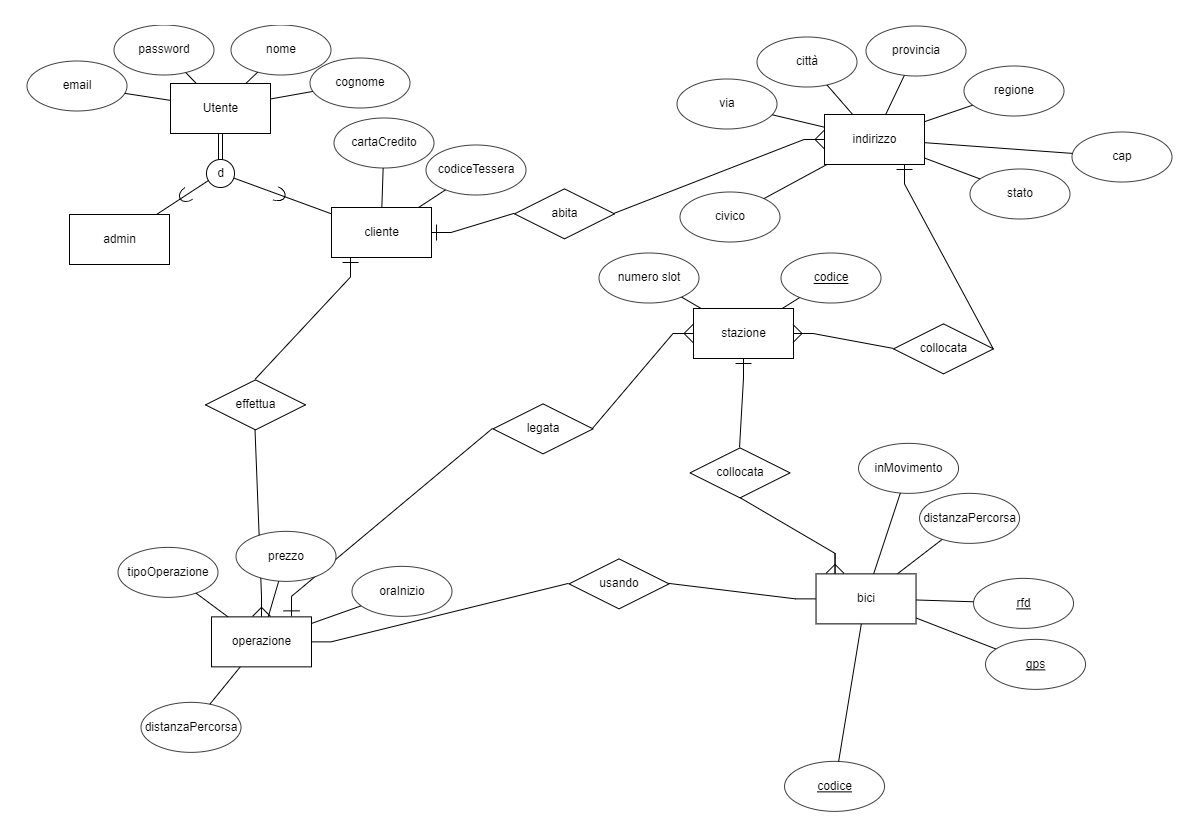 password
nome
email
cognome
Utente
città
provincia
regione
via
indirizzo
cap
stato
civico
cartaCredito
codiceTessera
d
admin
cliente
abita
numero slot
codice
stazione
collocata
effettua
legata
collocata
inMovimento
distanzaPercorsa
prezzo
tipoOperazione
oraInizio
usando
bici
rfd
gps
operazione
distanzaPercorsa
codice